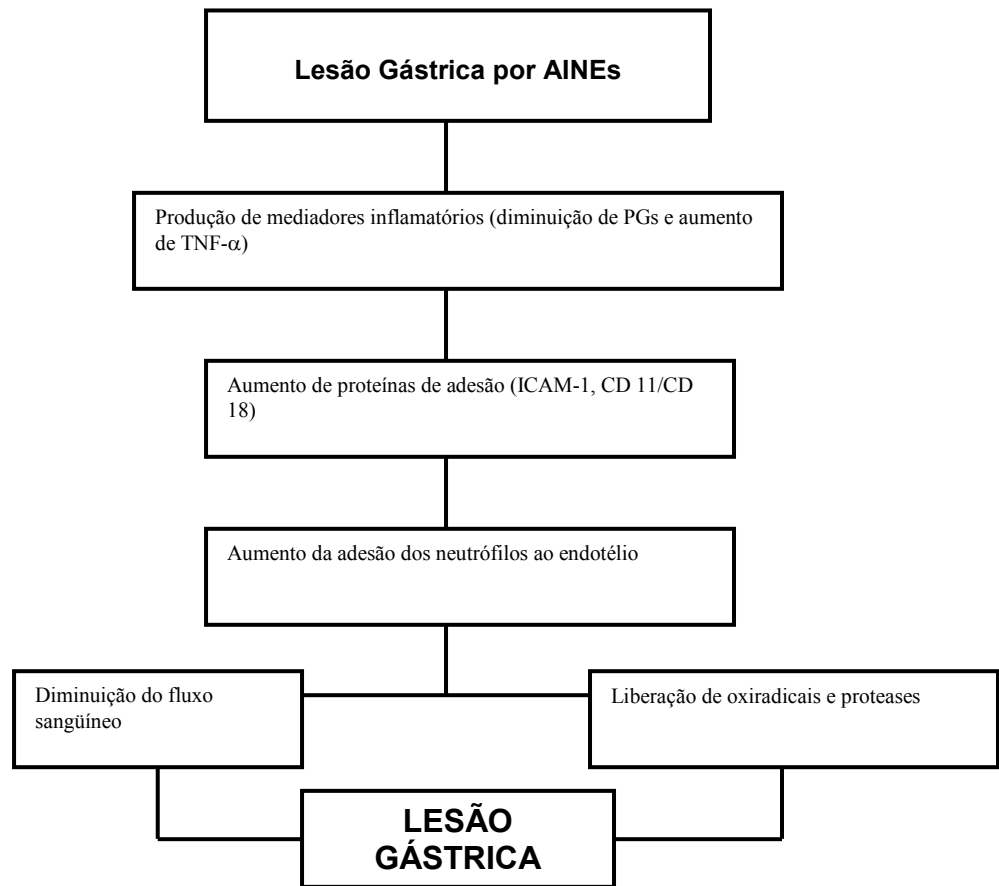 Lesão Gástrica por AINEs
Produção de mediadores inflamatórios (diminuição de PGs e aumento
de TNF-α)
Aumento de proteínas de adesão (ICAM-1, CD 11/CD
18)
Aumento da adesão dos neutrófilos ao endotélio
Diminuição do fluxo
sangüíneo
Liberação de oxiradicais e proteases
LESÃO
GÁSTRICA